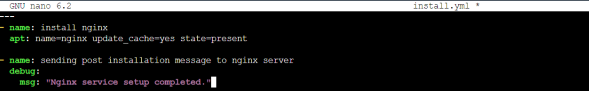 GNU nano 6.2 install.yml *
---
- name: install nginx
  apt: name=nginx update_cache=yes state=present
- name: sending post installation message to nginx server
  debug:
    msg: "Nginx service setup completed."